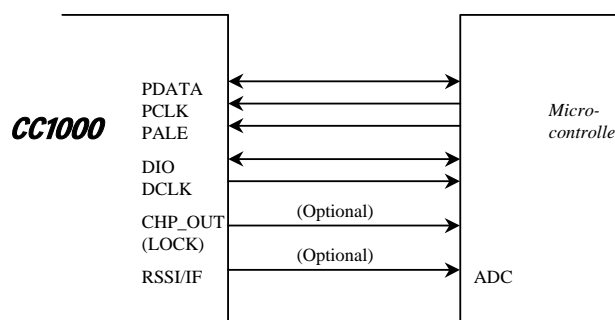 PDATA
PCLK
PALE
CC1000
DIO
DCLK
CHP_OUT
(LOCK)
RSSI/IF
(Optional)
(Optional)
Micro-
controlle
ADC